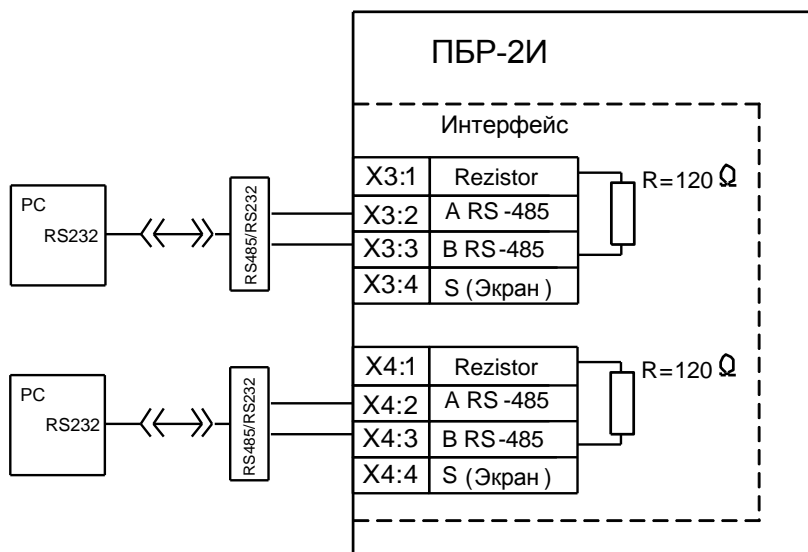 ПБР-2И
Интерфейс
PC
RS232
RS485/RS232
X3:1 Rezistor
X3:2 A RS -485
X3:3 B RS -485
X3:4 S (Экран )
R=120 Ω
PC
RS232
RS485/RS232
X4:1 Rezistor
X4:2 A RS -485
X4:3 B RS -485
X4:4 S (Экран)
R=120 Ω